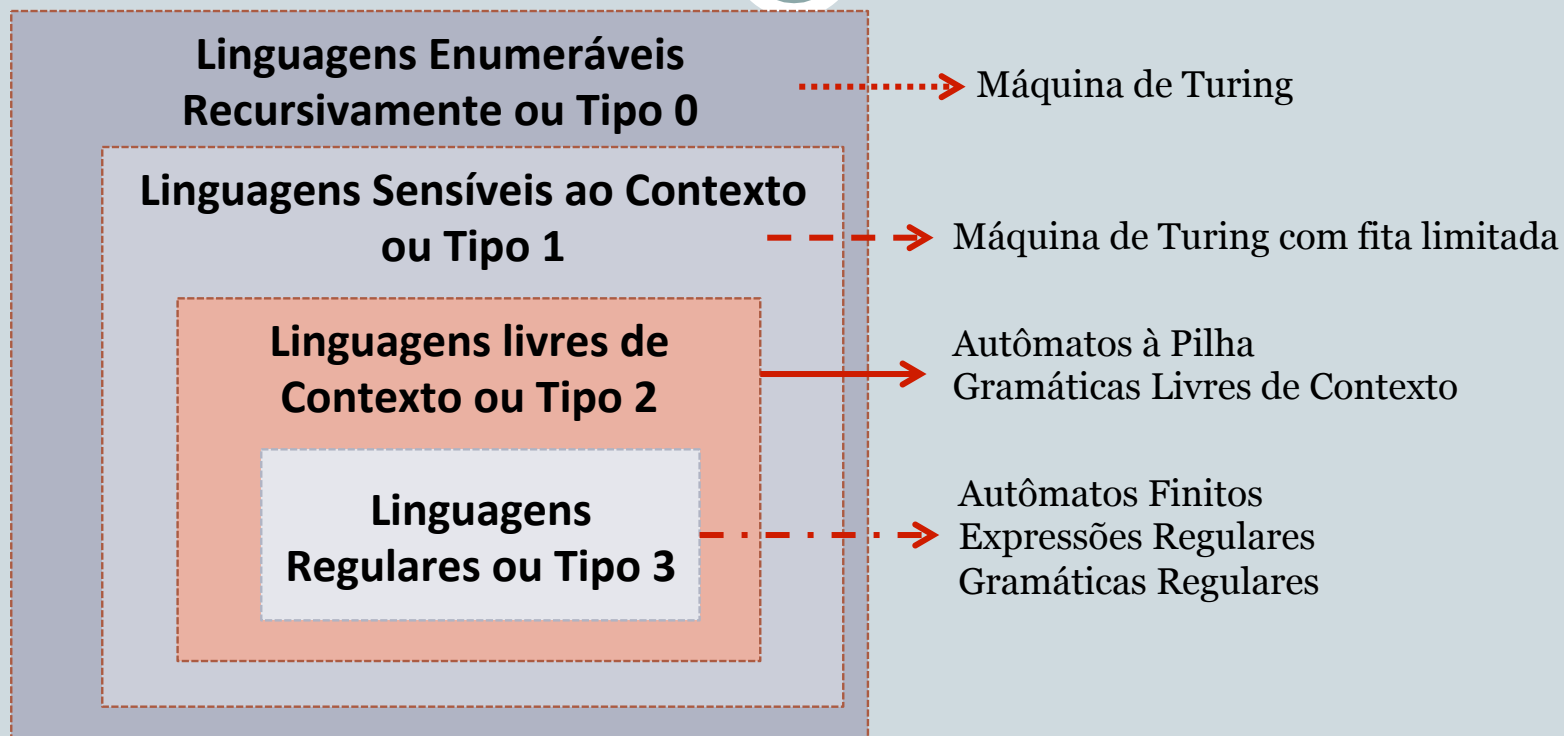 Linguagens Enumeráveis
Recursivamente ou Tipo 0
Máquina de Turing
Linguagens Sensíveis ao Contexto
ou Tipo 1
Máquina de Turing com fita limitada
Linguagens livres de
Contexto ou Tipo 2
Autômatos à Pilha
Gramáticas Livres de Contexto
Linguagens
Regulares ou Tipo 3
Autômatos Finitos
Expressões Regulares
Gramáticas Regulares